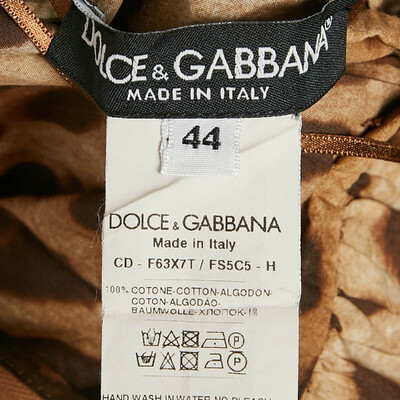 DOLCE & GABBANA®
MADE IN ITALY
44
DOLCE & GABBANA
Made in Italy
CD - F63X7T / FS5C5 - H
100% COTONE-COTTON-ALGODON-
COTON-ALGODAO-
BAUMWOLLE-ХЛОПОК-棉
HAND WASH IN WATER NO BLEACH